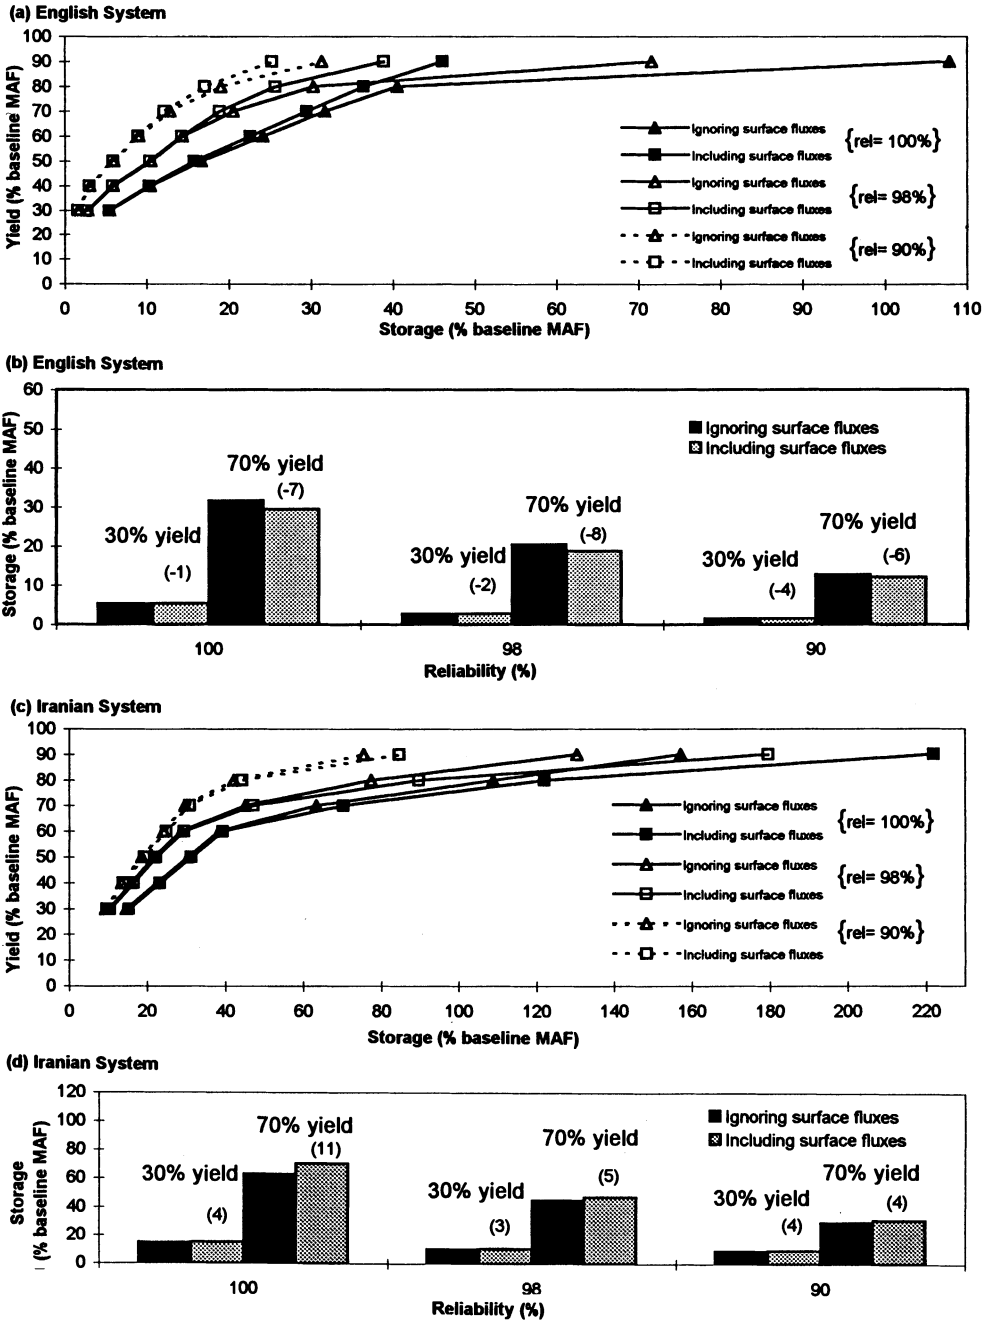 (a) English System
Yield (% baseline MAF)
100
90
80
70
60
50
40
30
20
10
0
0 10 20 30 40 50 60 70 80 90 100 110
Storage (% baseline MAF)
Ignoring surface fluxes
Including surface fluxes
{rel= 100%}
Ignoring surface fluxes
Including surface fluxes
{rel= 98%}
Ignoring surface fluxes
Including surface fluxes
{rel= 90%}
(b) English System
Storage (% baseline MAF)
60
50
40
30
20
10
0
Ignoring surface fluxes
Including surface fluxes
30% yield
(-1)
70% yield
(-7)
30% yield
(-2)
70% yield
(-8)
30% yield
(-4)
70% yield
(-6)
100 98 90
Reliability (%)
(c) Iranian System
Yield (% baseline MAF)
100
90
80
70
60
50
40
30
20
10
0
0 20 40 60 80 100 120 140 160 180 200 220
Storage (% baseline MAF)
Ignoring surface fluxes
Including surface fluxes
{rel= 100%}
Ignoring surface fluxes
Including surface fluxes
{rel= 98%}
Ignoring surface fluxes
Including surface fluxes
{rel= 90%}
(d) Iranian System
Storage
(% baseline MAF)
120
100
80
60
40
20
0
Ignoring surface fluxes
Including surface fluxes
30% yield
(4)
70% yield
(11)
30% yield
(3)
70% yield
(5)
30% yield
(4)
70% yield
(4)
100 98 90
Reliability (%)